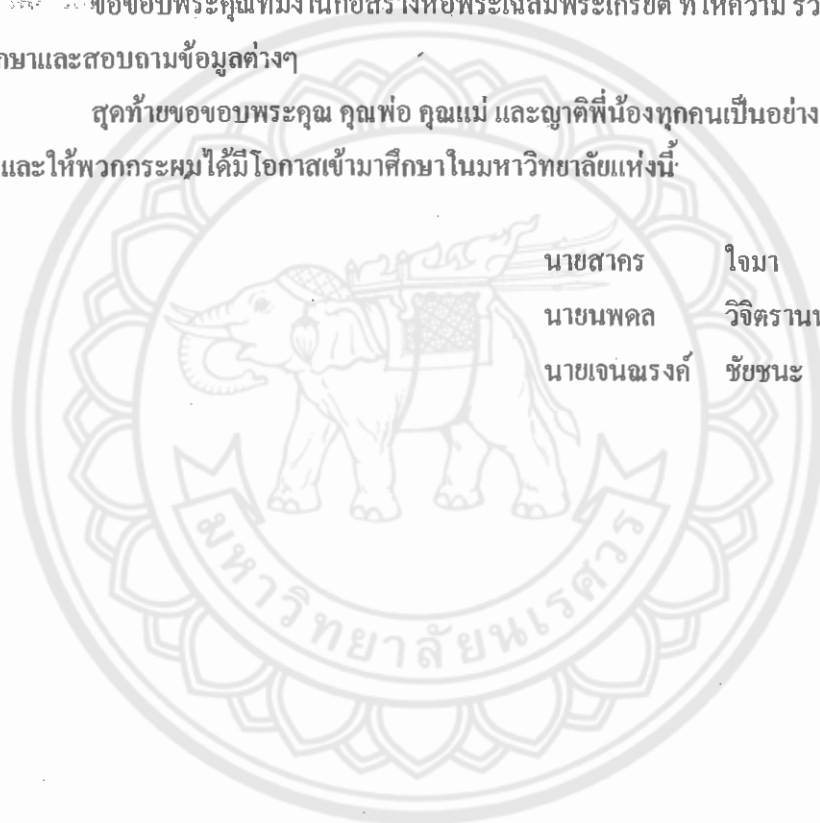 ขอขอบพระคุณทีมงานก่อสร้างหอพระเฉลิมพระเกียรติ ที่ให้ความ
กษาและสอบถามข้อมูลต่างๆ
สุดท้ายขอขอบพระคุณ คุณพ่อ คุณแม่ และญาติพี่น้องทุกคนเป็นอย่าง
และให้พวกกระผมได้มีโอกาสเข้ามาศึกษาในมหาวิทยาลัยแห่งนี้
นายสาคร ใจมา
นายนพดล วิจิตราน
นายเจนณรงค์ ชัยชนะ
มหาวิทยาลัยนเรศวร